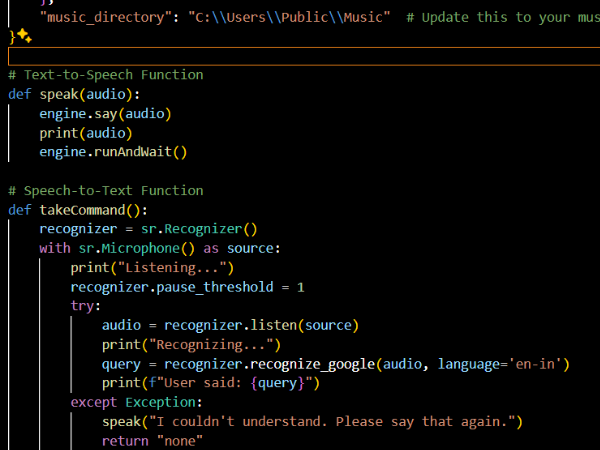 },
"music_directory": "C:\\Users\\Public\\Music"  # Update this to your
}
# Text-to-Speech Function
def speak(audio):
    engine.say(audio)
    print(audio)
    engine.runAndWait()
# Speech-to-Text Function
def takeCommand():
    recognizer = sr.Recognizer()
    with sr.Microphone() as source:
        print("Listening...")
        recognizer.pause_threshold = 1
        try:
            audio = recognizer.listen(source)
            print("Recognizing...")
            query = recognizer.recognize_google(audio, language='en-in')
            print(f"User said: {query}")
        except Exception:
            speak("I couldn't understand. Please say that again.")
            return "none"